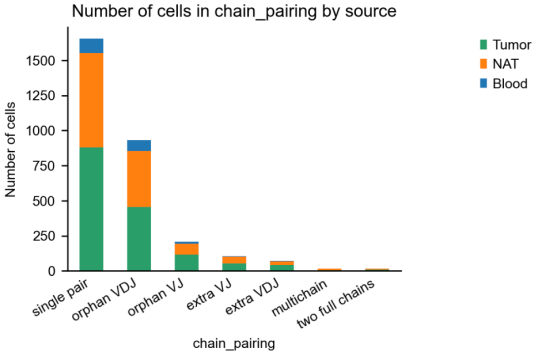 Number of cells in chain_pairing by source
Tumor
NAT
Blood
Number of cells
1500
1250
1000
750
500
250
0
single pair
orphan VDJ
orphan VJ
extra VJ
extra VDJ
multichain
two full chains
chain_pairing